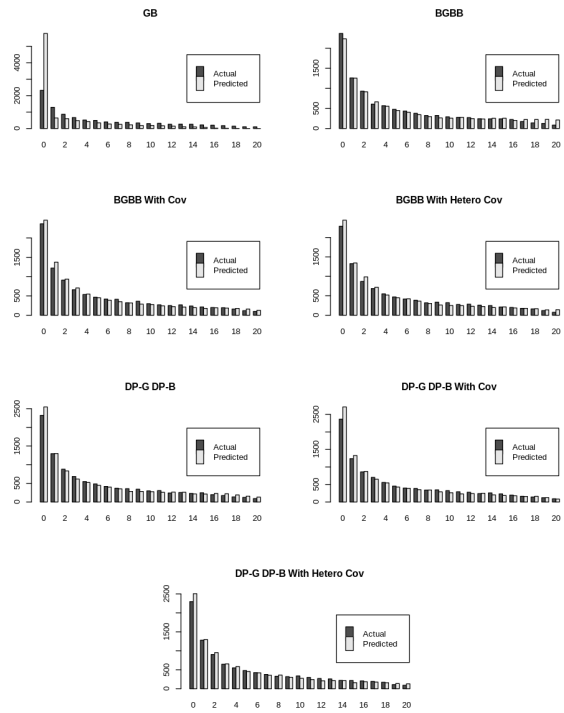 GB
Actual
Predicted
0 2000 4000
0 2 4 6 8 10 12 14 16 18 20
BGBB
Actual
Predicted
0 500 1500
0 2 4 6 8 10 12 14 16 18 20
BGBB With Cov
Actual
Predicted
0 500 1500
0 2 4 6 8 10 12 14 16 18 20
BGBB With Hetero Cov
Actual
Predicted
0 500 1500
0 2 4 6 8 10 12 14 16 18 20
DP-G DP-B
Actual
Predicted
0 500 1500 2500
0 2 4 6 8 10 12 14 16 18 20
DP-G DP-B With Cov
Actual
Predicted
0 500 1500 2500
0 2 4 6 8 10 12 14 16 18 20
DP-G DP-B With Hetero Cov
Actual
Predicted
0 500 1500 2500
0 2 4 6 8 10 12 14 16 18 20